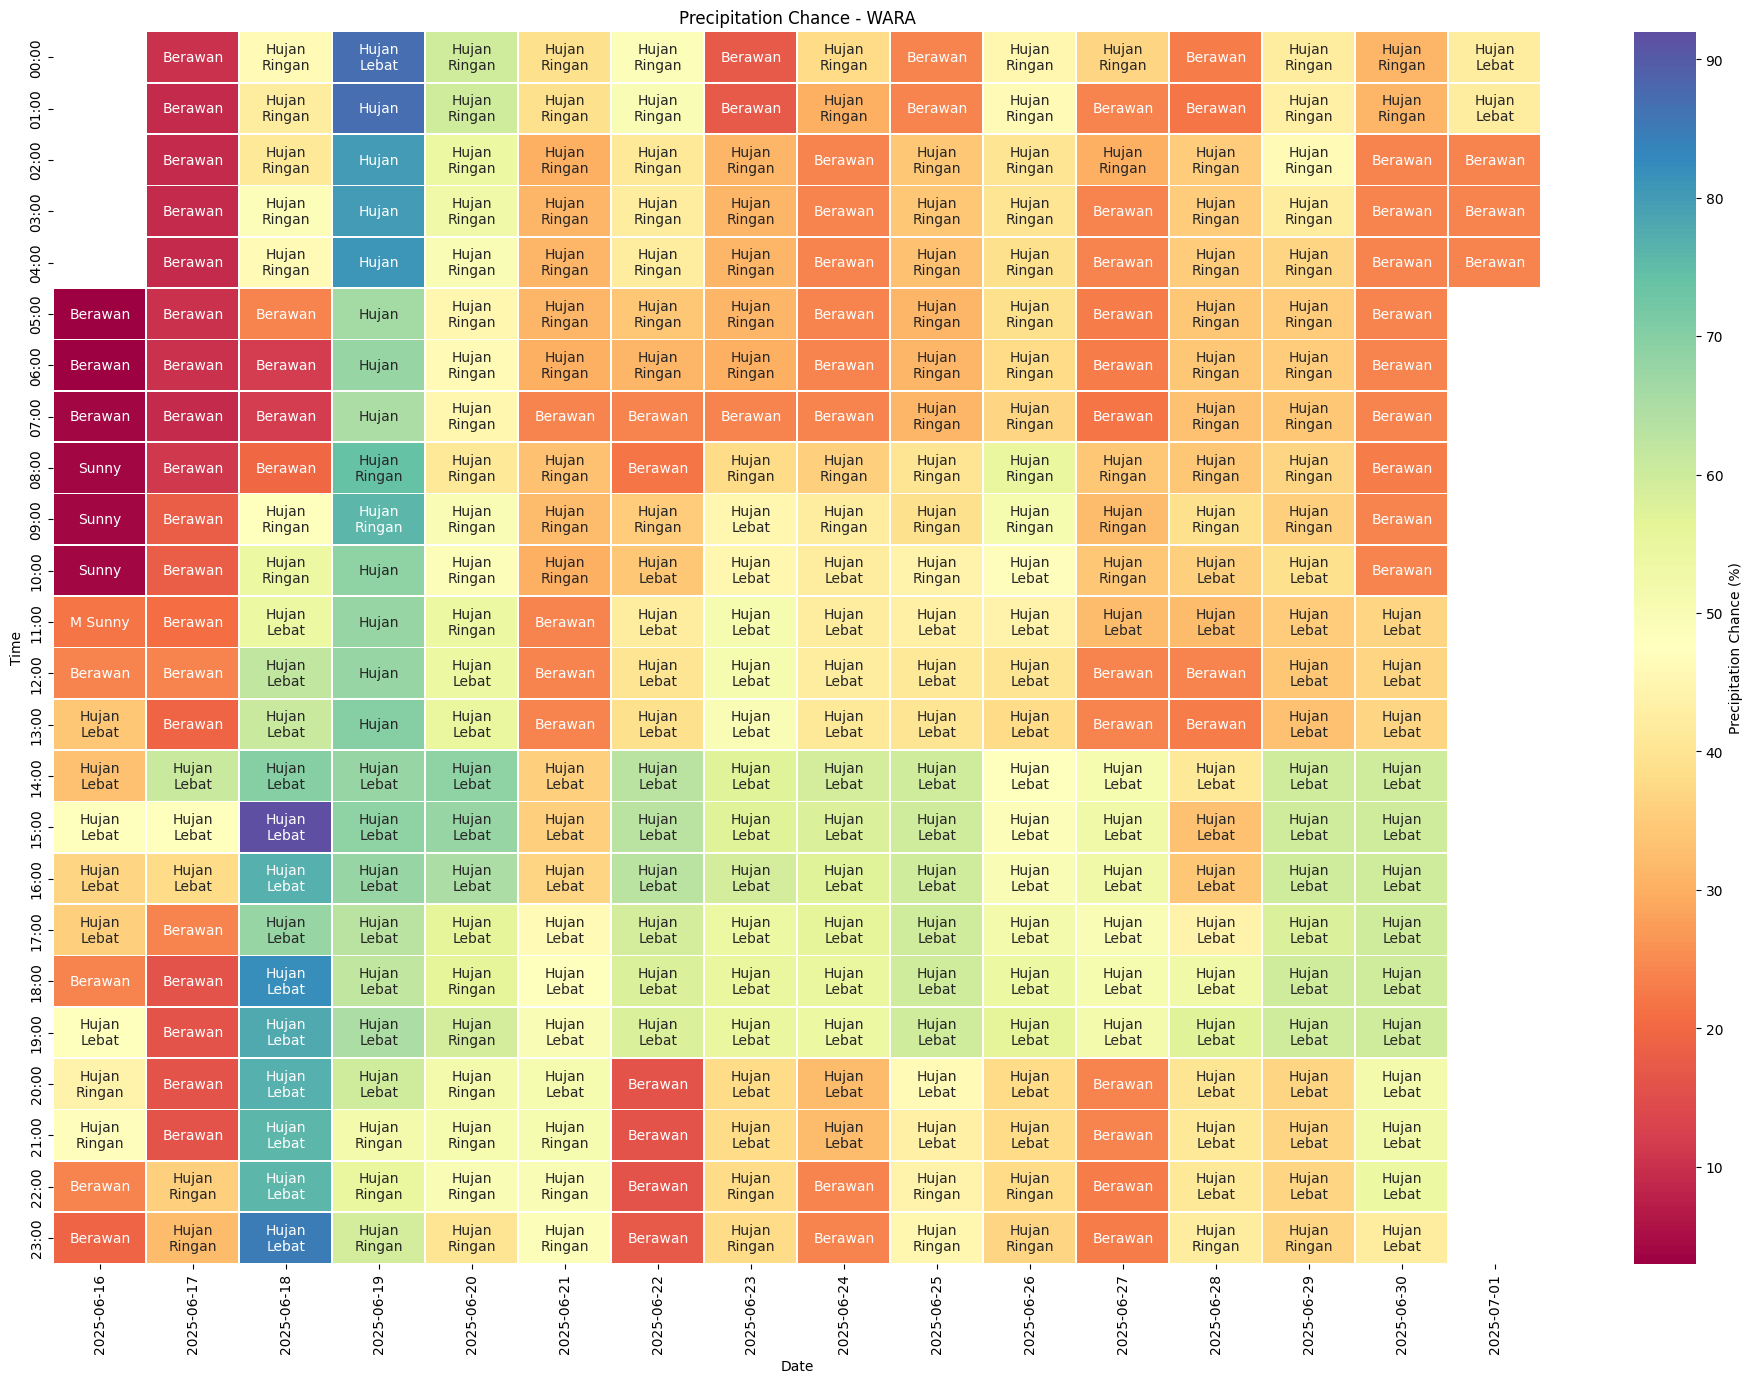 Precipitation Chance - WARA
00:00 Berawan Hujan Ringan Hujan Lebat Hujan Ringan Hujan Ringan Hujan Ringan Berawan Hujan Ringan Berawan Hujan Ringan Hujan Ringan Berawan Hujan Ringan Hujan Ringan Hujan Lebat
01:00 Berawan Hujan Ringan Hujan Hujan Ringan Hujan Ringan Hujan Ringan Berawan Hujan Ringan Berawan Hujan Ringan Berawan Berawan Hujan Ringan Hujan Ringan Hujan Lebat
02:00 Berawan Hujan Ringan Hujan Hujan Ringan Hujan Ringan Hujan Ringan Hujan Ringan Berawan Hujan Ringan Hujan Ringan Hujan Ringan Hujan Ringan Hujan Ringan Berawan Berawan
03:00 Berawan Hujan Ringan Hujan Hujan Ringan Hujan Ringan Hujan Ringan Hujan Ringan Berawan Hujan Ringan Hujan Ringan Berawan Hujan Ringan Hujan Ringan Berawan Berawan
04:00 Berawan Hujan Ringan Hujan Hujan Ringan Hujan Ringan Hujan Ringan Hujan Ringan Berawan Hujan Ringan Hujan Ringan Berawan Hujan Ringan Hujan Ringan Berawan Berawan
05:00 Berawan Berawan Berawan Hujan Hujan Ringan Hujan Ringan Hujan Ringan Hujan Ringan Berawan Hujan Ringan Hujan Ringan Berawan Hujan Ringan Hujan Ringan Berawan
06:00 Berawan Berawan Berawan Hujan Hujan Ringan Hujan Ringan Hujan Ringan Hujan Ringan Berawan Hujan Ringan Hujan Ringan Berawan Hujan Ringan Hujan Ringan Berawan
07:00 Berawan Berawan Berawan Hujan Hujan Ringan Berawan Berawan Berawan Berawan Hujan Ringan Hujan Ringan Berawan Hujan Ringan Hujan Ringan Berawan
08:00 Sunny Berawan Berawan Hujan Ringan Hujan Ringan Hujan Ringan Berawan Hujan Ringan Hujan Ringan Hujan Ringan Hujan Ringan Hujan Ringan Hujan Ringan Hujan Ringan Berawan
09:00 Sunny Berawan Hujan Ringan Hujan Ringan Hujan Ringan Hujan Ringan Hujan Ringan Hujan Lebat Hujan Ringan Hujan Ringan Hujan Ringan Hujan Ringan Hujan Ringan Hujan Ringan Berawan
10:00 Sunny Berawan Hujan Ringan Hujan Hujan Ringan Hujan Ringan Hujan Lebat Hujan Lebat Hujan Lebat Hujan Ringan Hujan Lebat Hujan Ringan Hujan Lebat Hujan Ringan Berawan
11:00 M Sunny Berawan Hujan Lebat Hujan Hujan Ringan Berawan Hujan Lebat Hujan Lebat Hujan Lebat Hujan Lebat Hujan Lebat Hujan Lebat Hujan Lebat Hujan Lebat Hujan Lebat
12:00 Berawan Berawan Hujan Lebat Hujan Hujan Lebat Berawan Hujan Lebat Hujan Lebat Hujan Lebat Hujan Lebat Hujan Lebat Berawan Berawan Hujan Lebat Hujan Lebat
13:00 Hujan Lebat Berawan Hujan Lebat Hujan Hujan Lebat Berawan Hujan Lebat Hujan Lebat Hujan Lebat Hujan Lebat Hujan Lebat Berawan Berawan Hujan Lebat Hujan Lebat
14:00 Hujan Lebat Hujan Lebat Hujan Lebat Hujan Lebat Hujan Lebat Hujan Lebat Hujan Lebat Hujan Lebat Hujan Lebat Hujan Lebat Hujan Lebat Hujan Lebat Hujan Lebat Hujan Lebat Hujan Lebat
15:00 Hujan Lebat Hujan Lebat Hujan Lebat Hujan Lebat Hujan Lebat Hujan Lebat Hujan Lebat Hujan Lebat Hujan Lebat Hujan Lebat Hujan Lebat Hujan Lebat Hujan Lebat Hujan Lebat Hujan Lebat
16:00 Hujan Lebat Hujan Lebat Hujan Lebat Hujan Lebat Hujan Lebat Hujan Lebat Hujan Lebat Hujan Lebat Hujan Lebat Hujan Lebat Hujan Lebat Hujan Lebat Hujan Lebat Hujan Lebat Hujan Lebat
17:00 Hujan Lebat Berawan Hujan Lebat Hujan Lebat Hujan Lebat Hujan Lebat Hujan Lebat Hujan Lebat Hujan Lebat Hujan Lebat Hujan Lebat Hujan Lebat Hujan Lebat Hujan Lebat Hujan Lebat
18:00 Berawan Berawan Hujan Lebat Hujan Lebat Hujan Ringan Hujan Lebat Hujan Lebat Hujan Lebat Hujan Lebat Hujan Lebat Hujan Lebat Hujan Lebat Hujan Lebat Hujan Lebat Hujan Lebat
19:00 Hujan Lebat Berawan Hujan Lebat Hujan Lebat Hujan Ringan Hujan Lebat Hujan Lebat Hujan Lebat Hujan Lebat Hujan Lebat Hujan Lebat Hujan Lebat Hujan Lebat Hujan Lebat Hujan Lebat
20:00 Hujan Ringan Berawan Hujan Lebat Hujan Lebat Hujan Ringan Hujan Lebat Berawan Hujan Lebat Hujan Lebat Hujan Lebat Hujan Lebat Berawan Hujan Lebat Hujan Lebat Hujan Lebat
21:00 Hujan Ringan Berawan Hujan Lebat Hujan Ringan Hujan Ringan Hujan Ringan Berawan Hujan Lebat Hujan Lebat Hujan Lebat Hujan Lebat Berawan Hujan Lebat Hujan Lebat Hujan Lebat
22:00 Berawan Hujan Ringan Hujan Lebat Hujan Ringan Hujan Ringan Hujan Ringan Berawan Hujan Ringan Berawan Hujan Ringan Hujan Ringan Berawan Hujan Lebat Hujan Lebat Hujan Lebat
23:00 Berawan Hujan Ringan Hujan Lebat Hujan Ringan Hujan Ringan Hujan Ringan Berawan Hujan Ringan Berawan Hujan Ringan Hujan Ringan Berawan Hujan Ringan Hujan Ringan Hujan Lebat
Time
2025-06-16 2025-06-17 2025-06-18 2025-06-19 2025-06-20 2025-06-21 2025-06-22 2025-06-23 2025-06-24 2025-06-25 2025-06-26 2025-06-27 2025-06-28 2025-06-29 2025-06-30 2025-07-01
Date
90
80
70
60
50
40
30
20
10
Precipitation Chance (%)